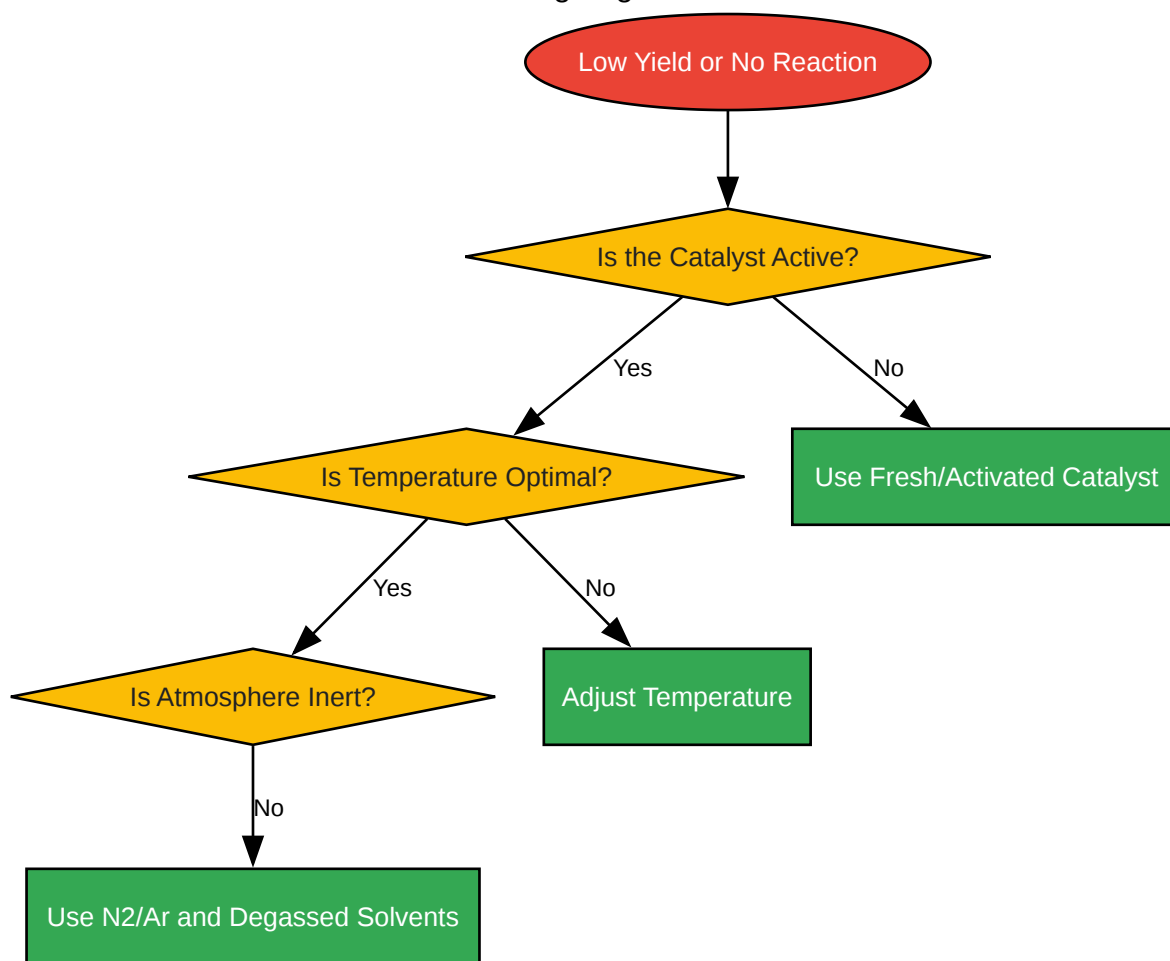 Low Yield or No Reaction
Is the Catalyst Active?
Yes
No
Is Temperature Optimal?
Use Fresh/Activated Catalyst
Yes
No
Is Atmosphere Inert?
Adjust Temperature
No
Use N2/Ar and Degassed Solvents